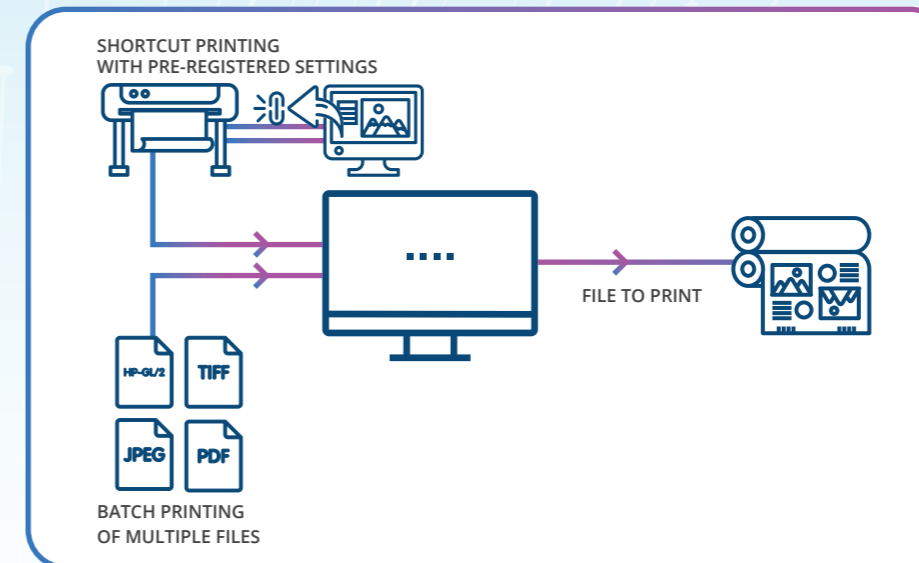 SHORTCUT PRINTING
WITH PRE-REGISTERED SETTINGS
FILE TO PRINT
HP-GL/2
TIFF
JPEG
PDF
BATCH PRINTING
OF MULTIPLE FILES